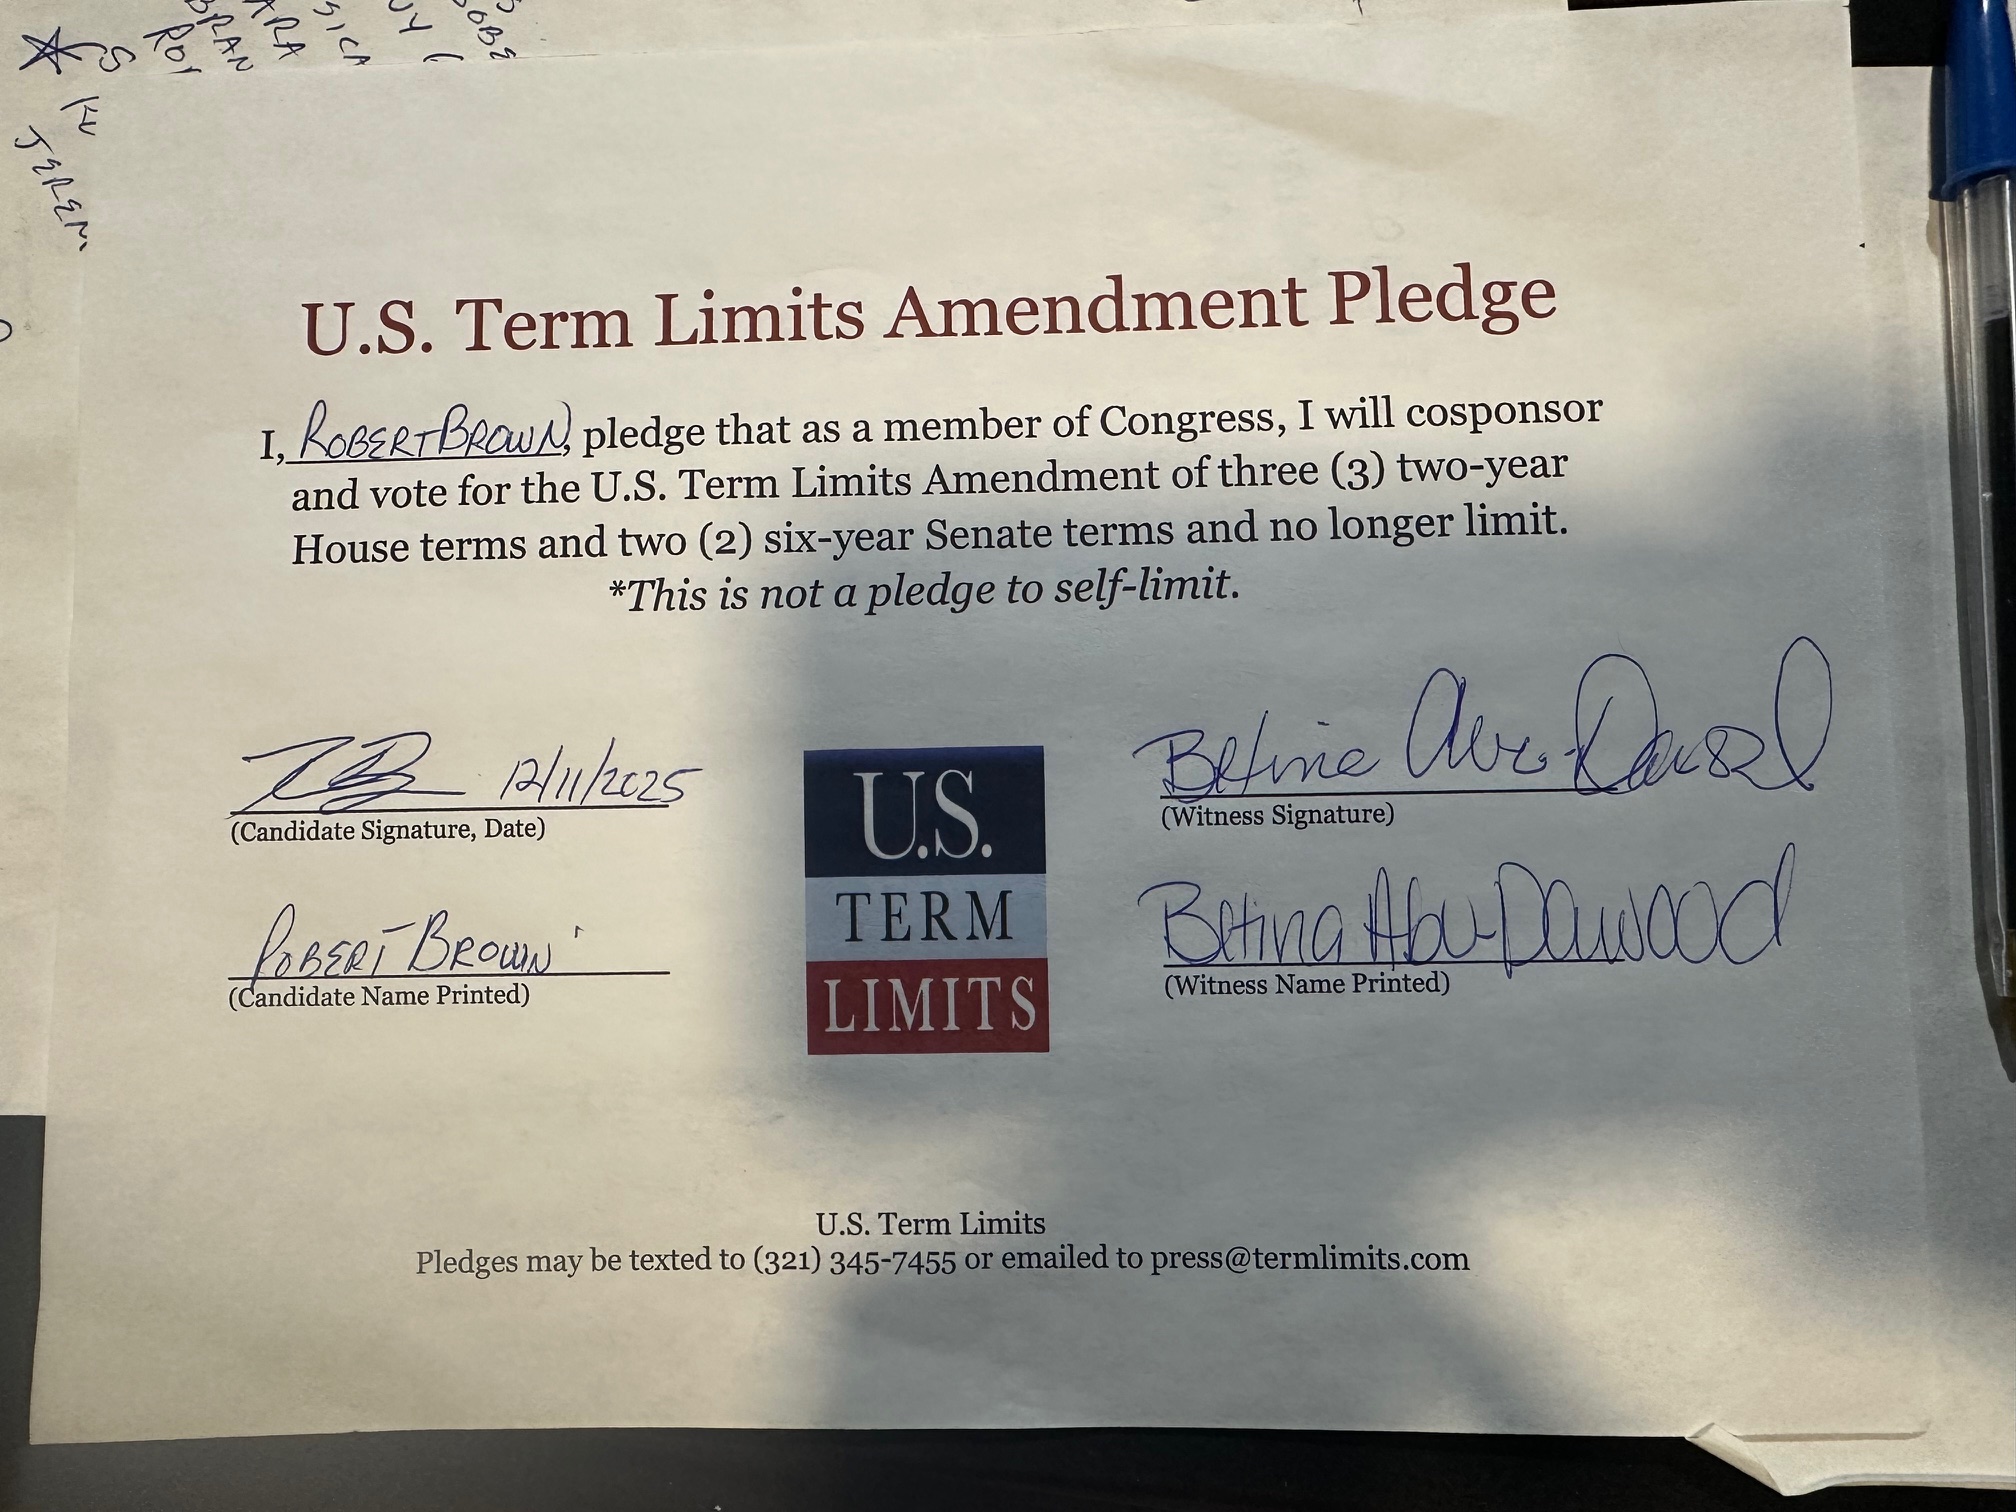 S
JEREM
U.S. Term Limits Amendment Pledge
I, ROBERT BROWN, pledge that as a member of Congress, I will cosponsor
and vote for the U.S. Term Limits Amendment of three (3) two-year
House terms and two (2) six-year Senate terms and no longer limit.
*This is not a pledge to self-limit.
12/11/2025
(Candidate Signature, Date)
ROBERT BROWN
(Candidate Name Printed)
U.S.
TERM
LIMITS
Betina Abu-Dawood
(Witness Signature)
Betina Abu-Dawood
(Witness Name Printed)
U.S. Term Limits
Pledges may be texted to (321) 345-7455 or emailed to press@termlimits.com